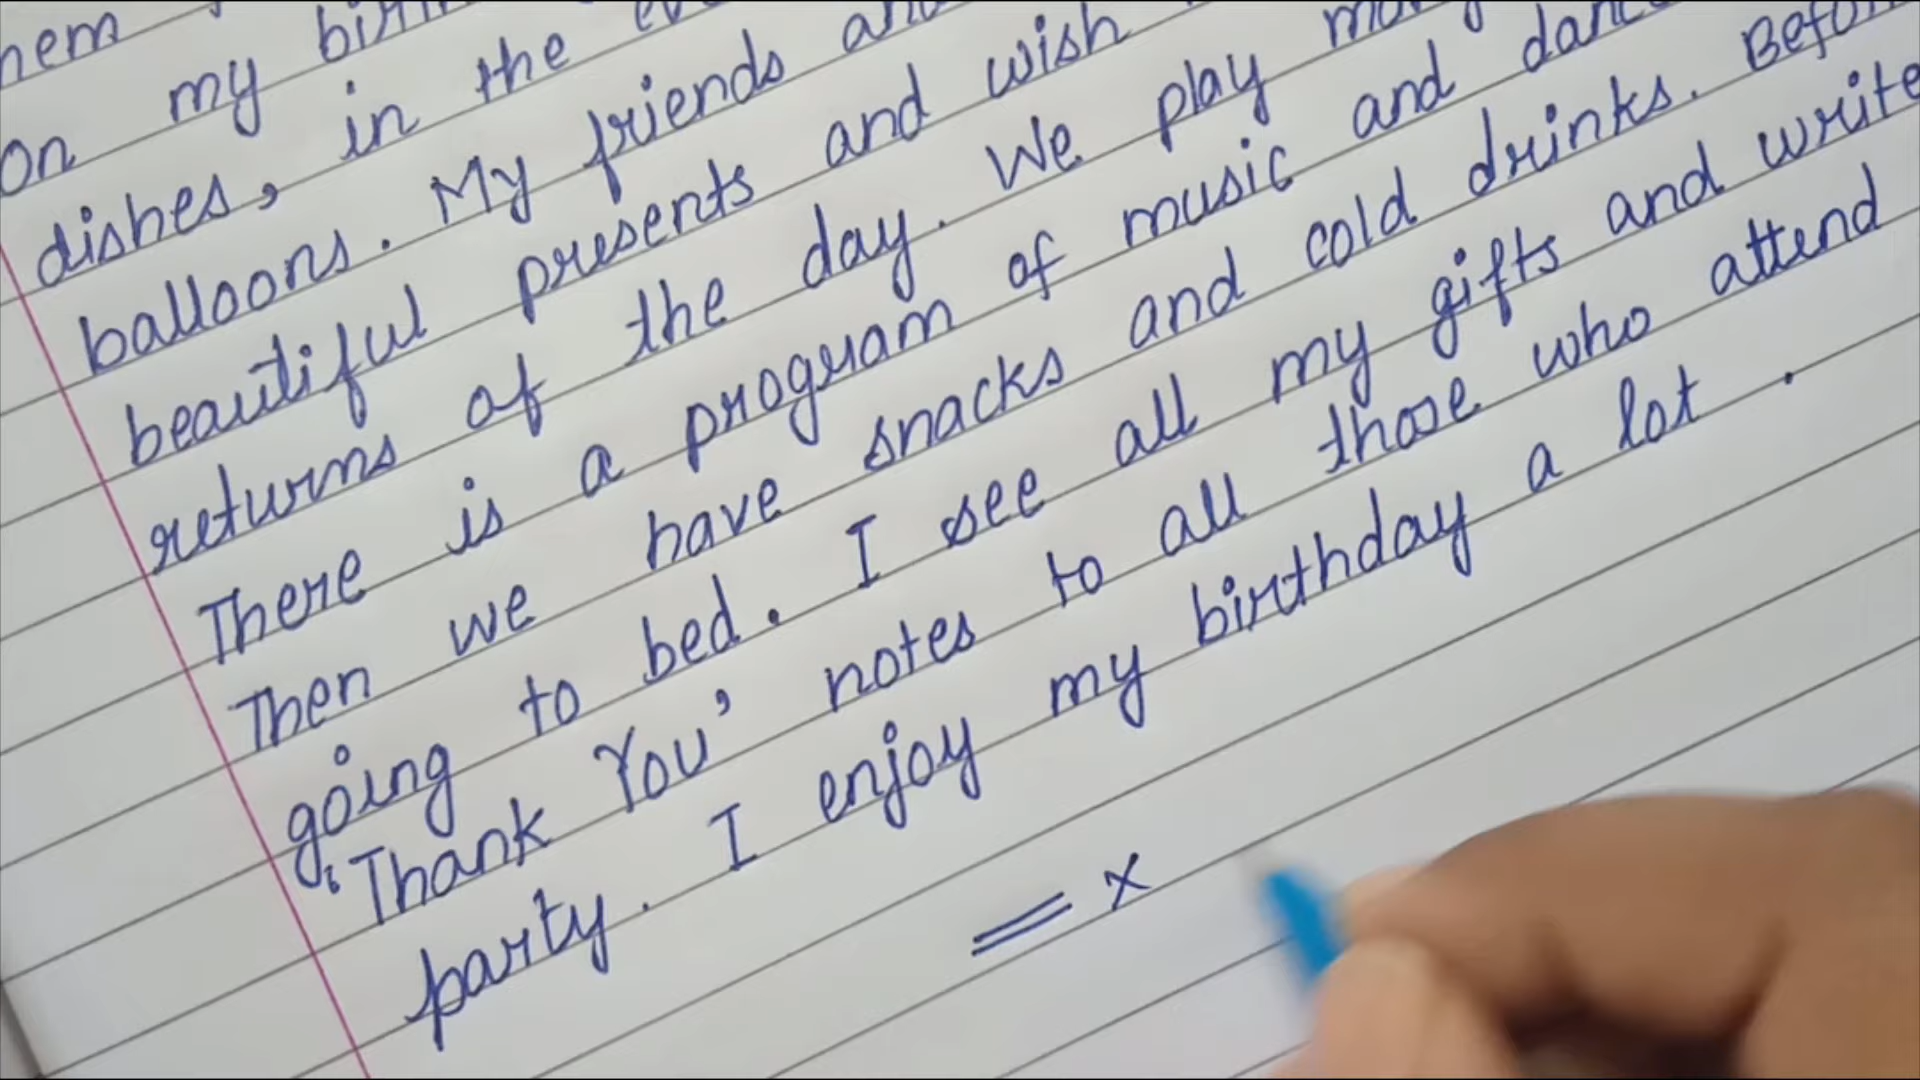 On my
dishes, in the
balloons. My friends
beautiful presents and wish
returns of the day. We play
There is a program of music and
Then we have snacks and cold drinks. Before
going to bed. I see all my gifts and write
'Thank You' notes to all those who attend
party. I enjoy my birthday a lot.
= x